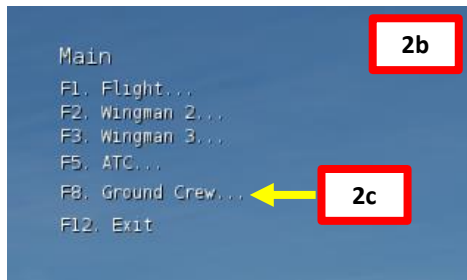 2b
Main
F1. Flight...
F2. Wingman 2...
F3. Wingman 3...
F5. ATC...
F8. Ground Crew...
2c
F12. Exit